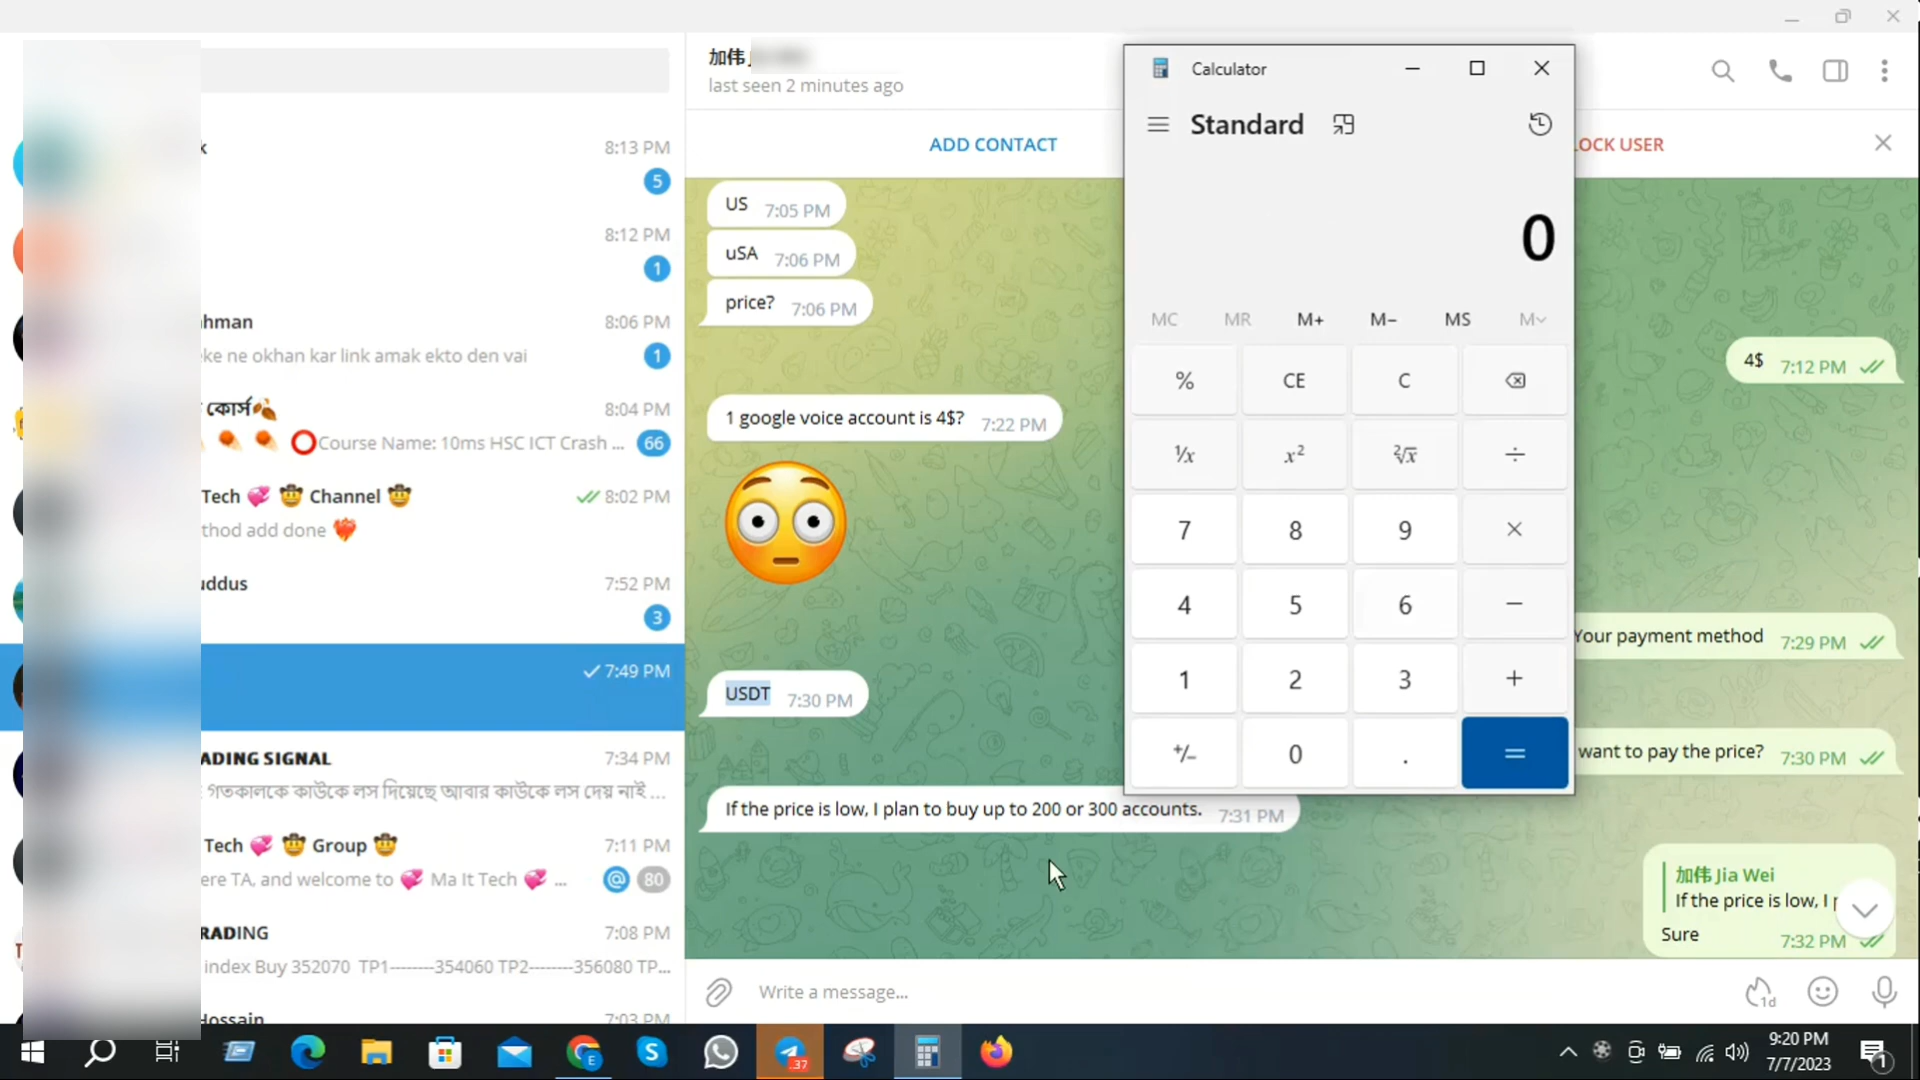 加伟
last seen 2 minutes ago
ADD CONTACT
LOCK USER
k
8:13 PM
5
8:12 PM
1
hman
8:06 PM
eke ne okhan kar link amak ekto den vai
1
কোর্স🍂
8:04 PM
⭕Course Name: 10ms HSC ICT Crash ...
66
Tech 💞 🤠 Channel 🤠
8:02 PM
thod add done ❤️‍🔥
uddus
7:52 PM
3
7:49 PM
ADING SIGNAL
7:34 PM
গতকালকে কাউকে লস দিয়েছে আবার কাউকে লস দেয় নাই ...
Tech 💞 🤠 Group 🤠
7:11 PM
ere TA, and welcome to 💞 Ma It Tech 💞 ...
@ 80
RADING
7:08 PM
index Buy 352070 TP1--------354060 TP2--------356080 TP...
Hossain
7:03 PM
US 7:05 PM
uSA 7:06 PM
price? 7:06 PM
4$ 7:12 PM
1 google voice account is 4$? 7:22 PM
Your payment method 7:29 PM
USDT 7:30 PM
want to pay the price? 7:30 PM
If the price is low, I plan to buy up to 200 or 300 accounts. 7:31 PM
加伟 Jia Wei
If the price is low, I p
Sure 7:32 PM
Write a message...
1d
Calculator
Standard
0
MC MR M+ M− MS M˅
% CE C
⅟x x² ²√x ÷
7 8 9 ×
4 5 6 −
1 2 3 +
+/− 0 . =
37
9:20 PM
7/7/2023
1